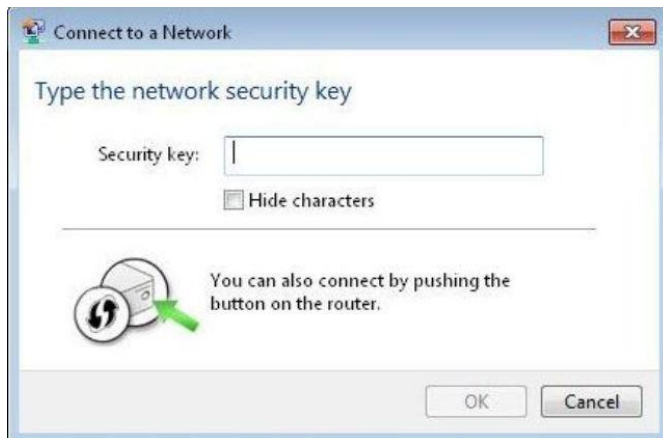 Connect to a Network
Type the network security key
Security key:
Hide characters
You can also connect by pushing the
button on the router.
OK
Cancel